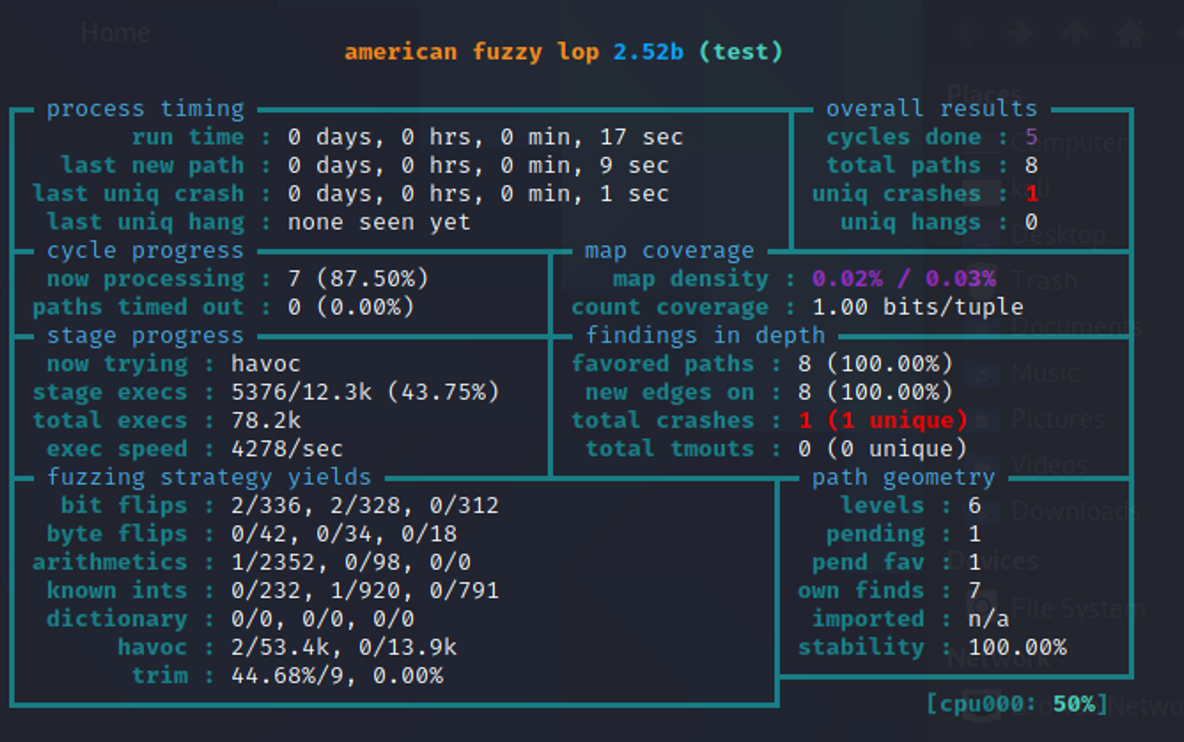 Home
american fuzzy lop 2.52b (test)
process timing
run time : 0 days, 0 hrs, 0 min, 17 sec
last new path : 0 days, 0 hrs, 0 min, 9 sec
last uniq crash : 0 days, 0 hrs, 0 min, 1 sec
last uniq hang : none seen yet
overall results
cycles done : 5
total paths : 8
uniq crashes : 1
uniq hangs : 0
cycle progress
now processing : 7 (87.50%)
paths timed out : 0 (0.00%)
map coverage
map density : 0.02% / 0.03%
count coverage : 1.00 bits/tuple
stage progress
now trying : havoc
stage execs : 5376/12.3k (43.75%)
total execs : 78.2k
exec speed : 4278/sec
findings in depth
favored paths : 8 (100.00%)
new edges on : 8 (100.00%)
total crashes : 1 (1 unique)
total tmouts : 0 (0 unique)
fuzzing strategy yields
bit flips : 2/336, 2/328, 0/312
byte flips : 0/42, 0/34, 0/18
arithmetics : 1/2352, 0/98, 0/0
known ints : 0/232, 1/920, 0/791
dictionary : 0/0, 0/0, 0/0
havoc : 2/53.4k, 0/13.9k
trim : 44.68%/9, 0.00%
path geometry
levels : 6
pending : 1
pend fav : 1
own finds : 7
imported : n/a
stability : 100.00%
[cpu000: 50%]
Places
Computer
Desktop
Trash
Documents
Music
Pictures
Videos
Downloads
Devices
File System
Network